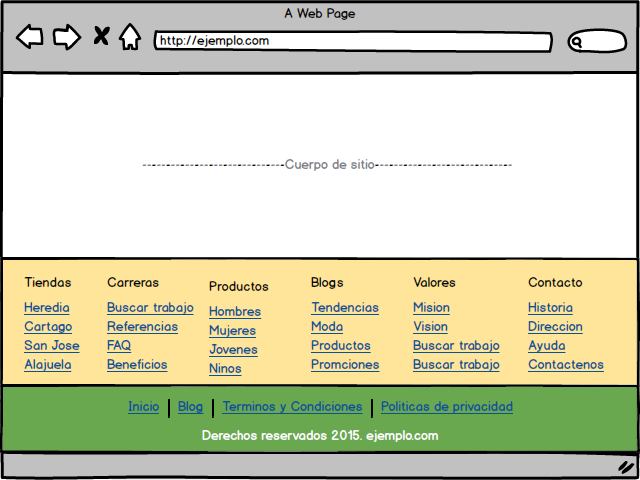 A Web Page
http://ejemplo.com
Cuerpo de sitio
Tiendas Carreras Productos Blogs Valores Contacto
Heredia Buscar trabajo Hombres Tendencias Mision Historia
Cartago Referencias Mujeres Moda Vision Direccion
San Jose FAQ Jovenes Productos Buscar trabajo Ayuda
Alajuela Beneficios Ninos Promciones Buscar trabajo Contactenos
Inicio | Blog | Terminos y Condiciones | Politicas de privacidad
Derechos reservados 2015. ejemplo.com